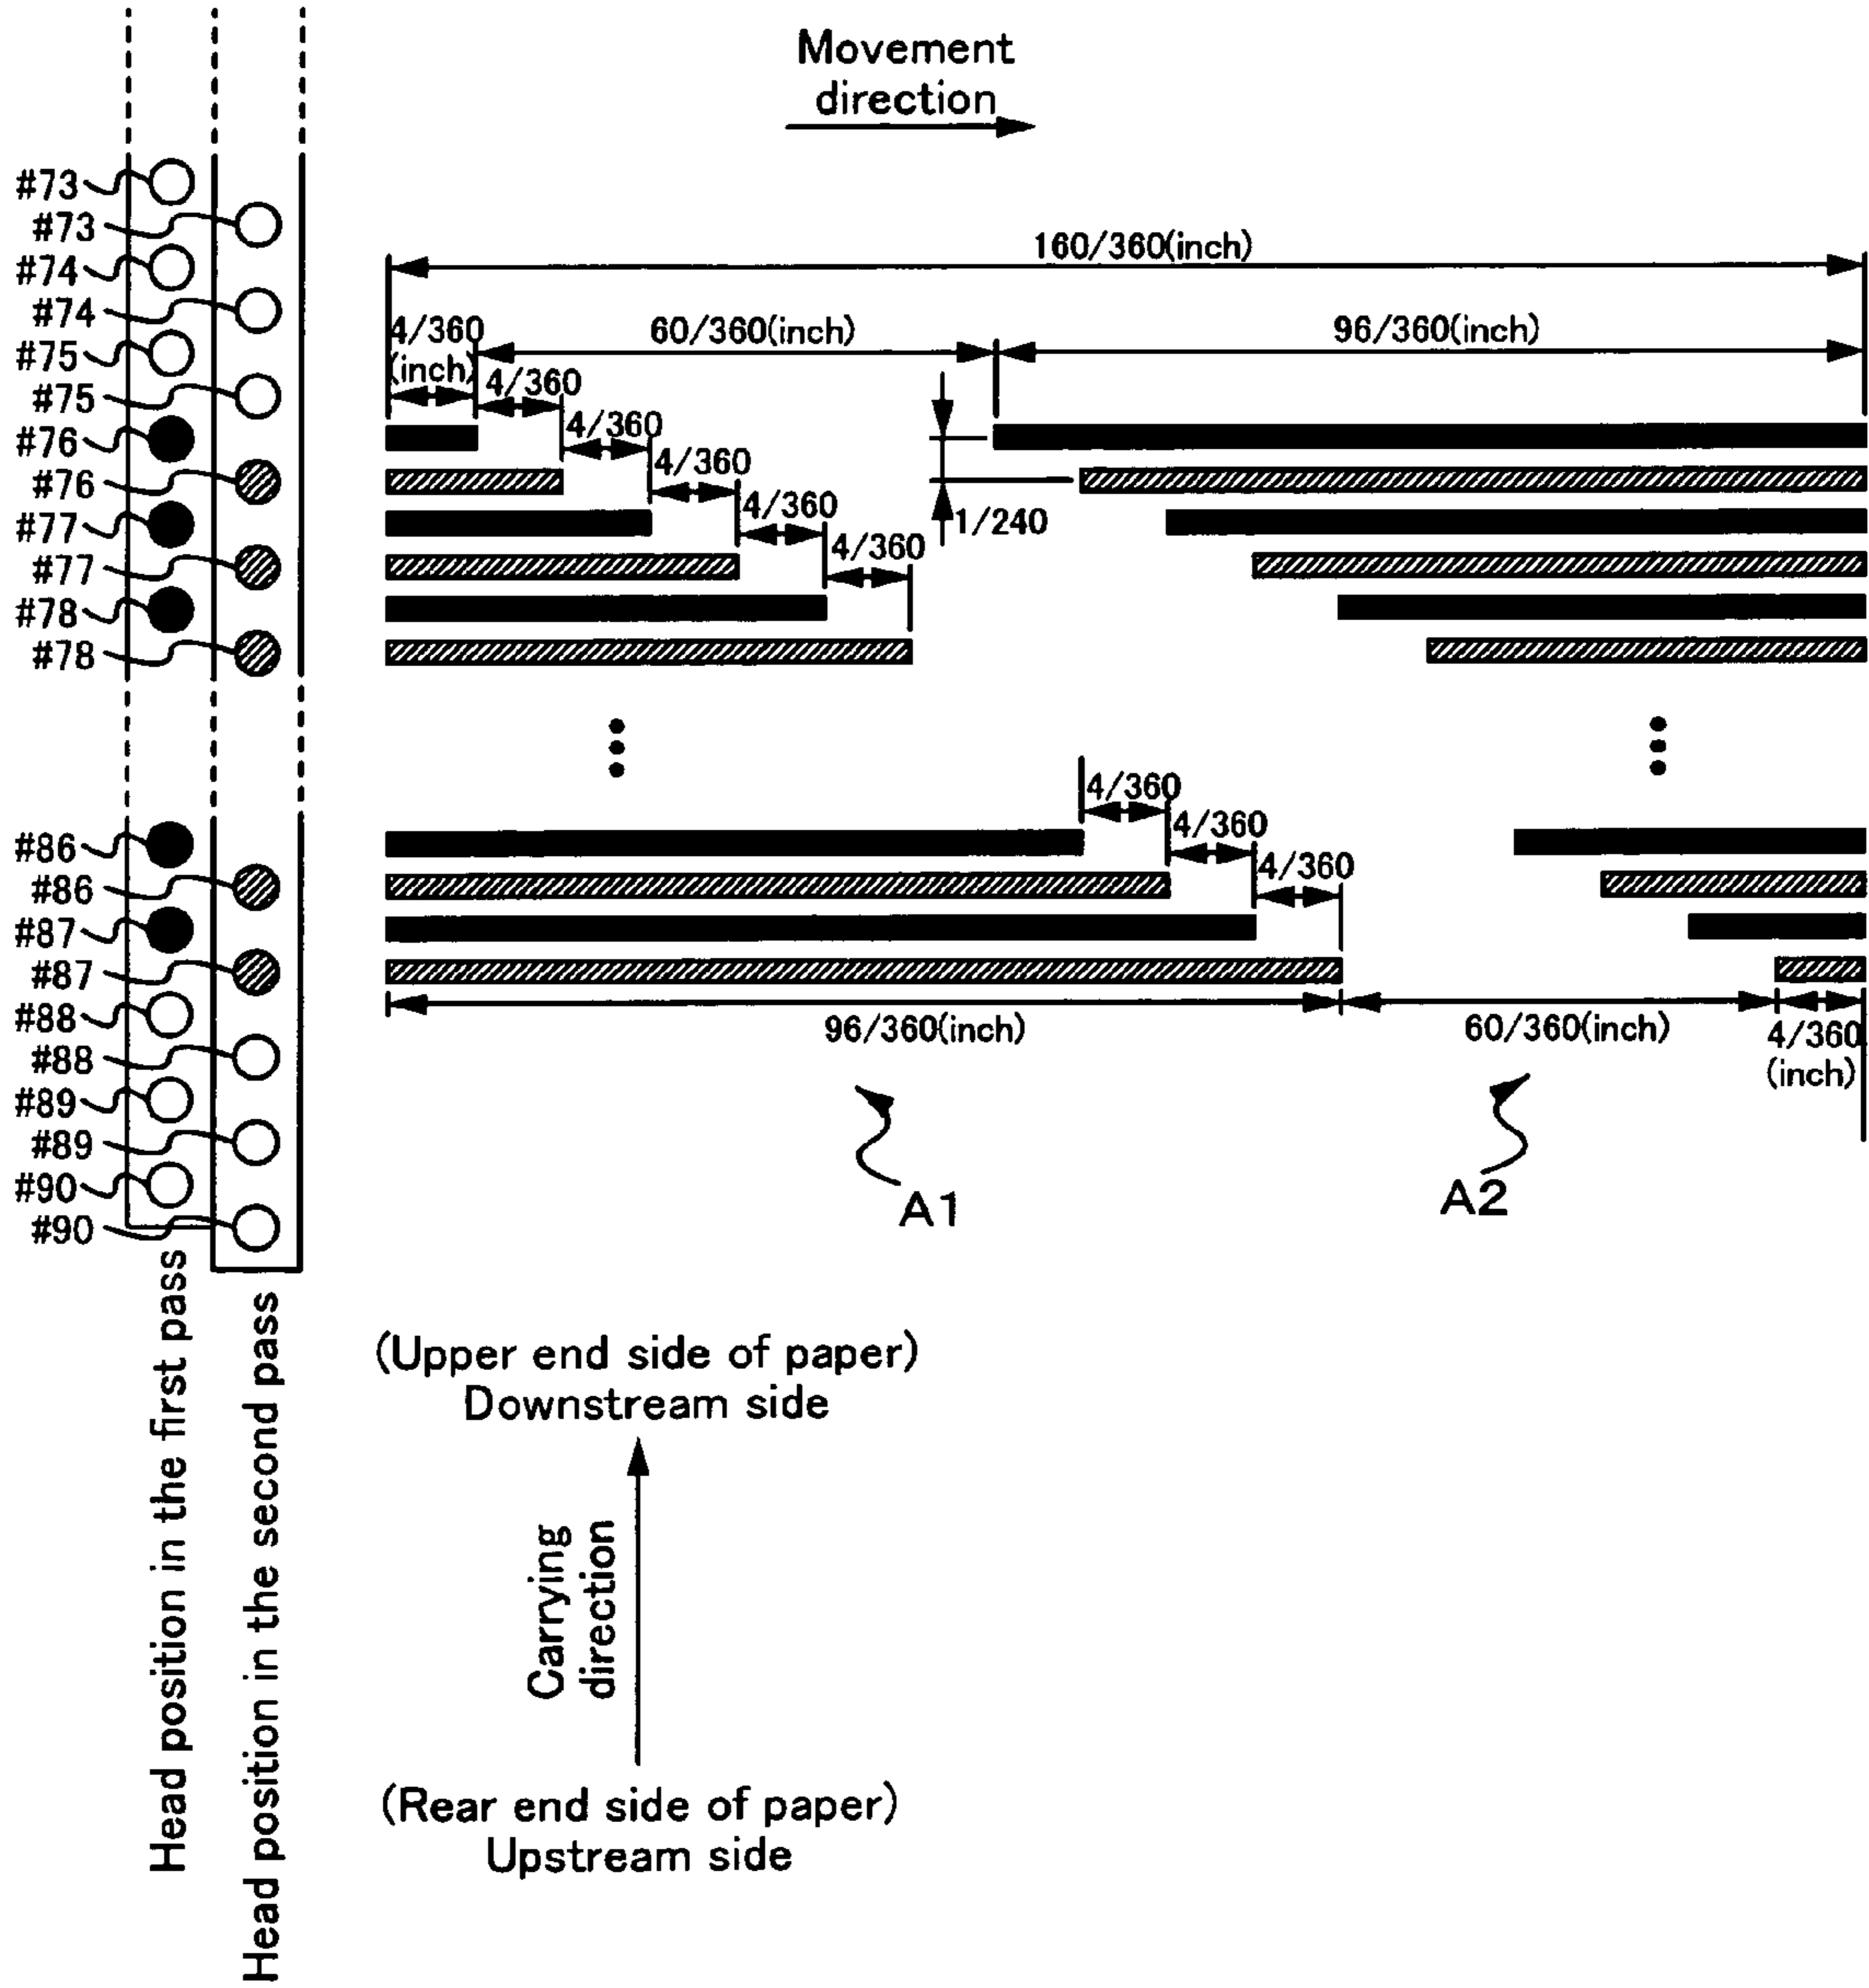 Movement
direction
#73
#73
#74
#74
#75
#75
#76
#76
#77
#77
#78
#78
160/360(inch)
4/360
(inch)
60/360(inch)
96/360(inch)
4/360
4/360
4/360
4/360
4/360
1/240
4/360
4/360
4/360
#86
#86
#87
#87
#88
#88
#89
#89
#90
#90
96/360(inch)
60/360(inch)
4/360
(inch)
A1
A2
Head position in the first pass
Head position in the second pass
(Upper end side of paper)
Downstream side
Carrying
direction
(Rear end side of paper)
Upstream side